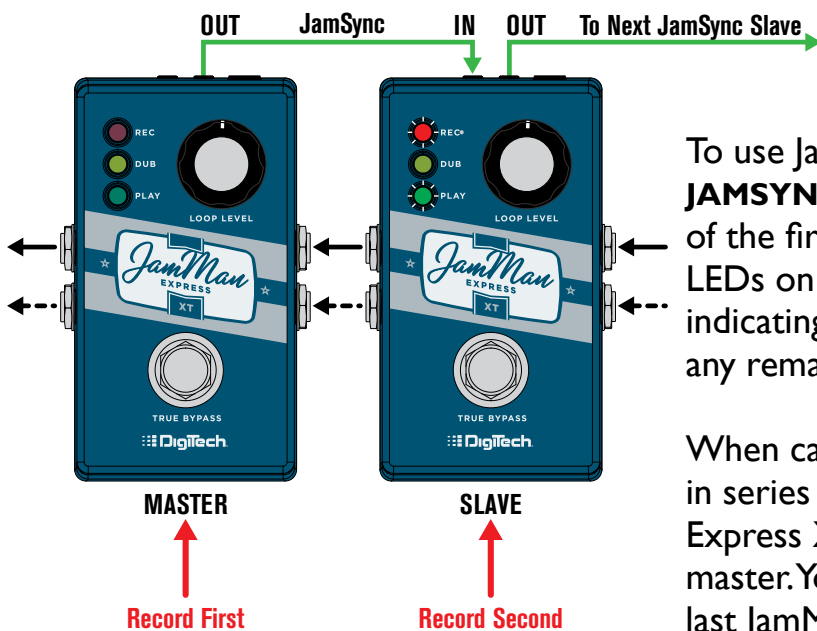 OUT JamSync IN OUT To Next JamSync Slave
REC
DUB
PLAY
LOOP LEVEL
JamMan
EXPRESS
XT
TRUE BYPASS
DigiTech
MASTER
Record First
REC
DUB
PLAY
LOOP LEVEL
JamMan
EXPRESS
XT
TRUE BYPASS
DigiTech
SLAVE
Record Second
To use Ja
JAMSYN
of the fir
LEDs on
indicating
any rema
When ca
in series
Express X
master. Yo
last JamM